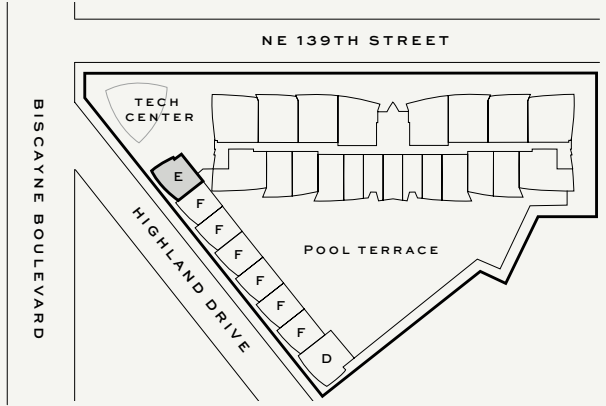 NE 139TH STREET
TECH
CENTER
BISCAYNE BOULEVARD
E
F
F
F
F
F
F
D
HIGHLAND DRIVE
POOL TERRACE